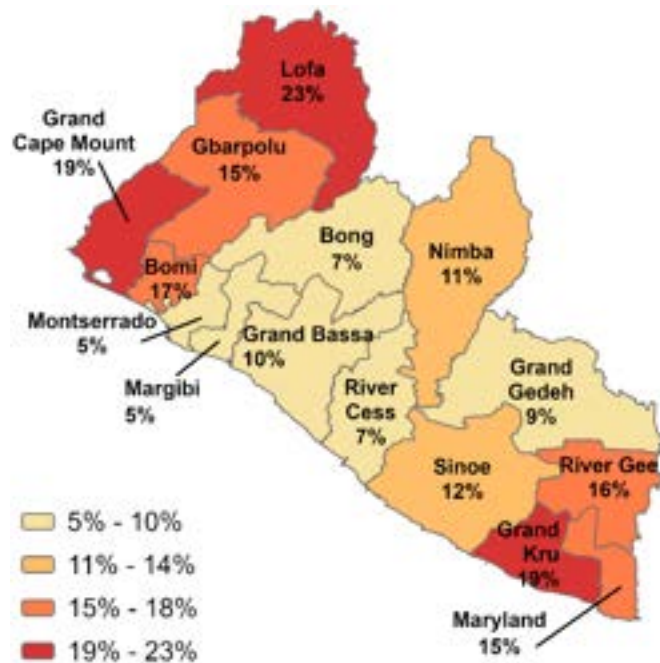 Lofa
23%
Grand
Cape Mount
19%
Gbarpolu
15%
Bong
7%
Nimba
11%
Bomi
17%
Montserrado
5%
Grand Bassa
10%
Margibi
5%
River
Cess
7%
Grand
Gedeh
9%
Sinoe
12%
River Gee
16%
Grand
Kru
19%
Maryland
15%
5% - 10%
11% - 14%
15% - 18%
19% - 23%